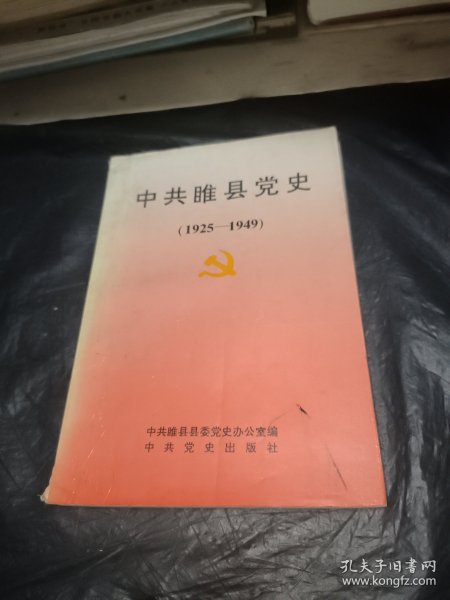 中共睢县党史
(1925—1949)
中共睢县县委党史办公室编
中共党史出版社
孔夫子旧书网
www.kongfz.com